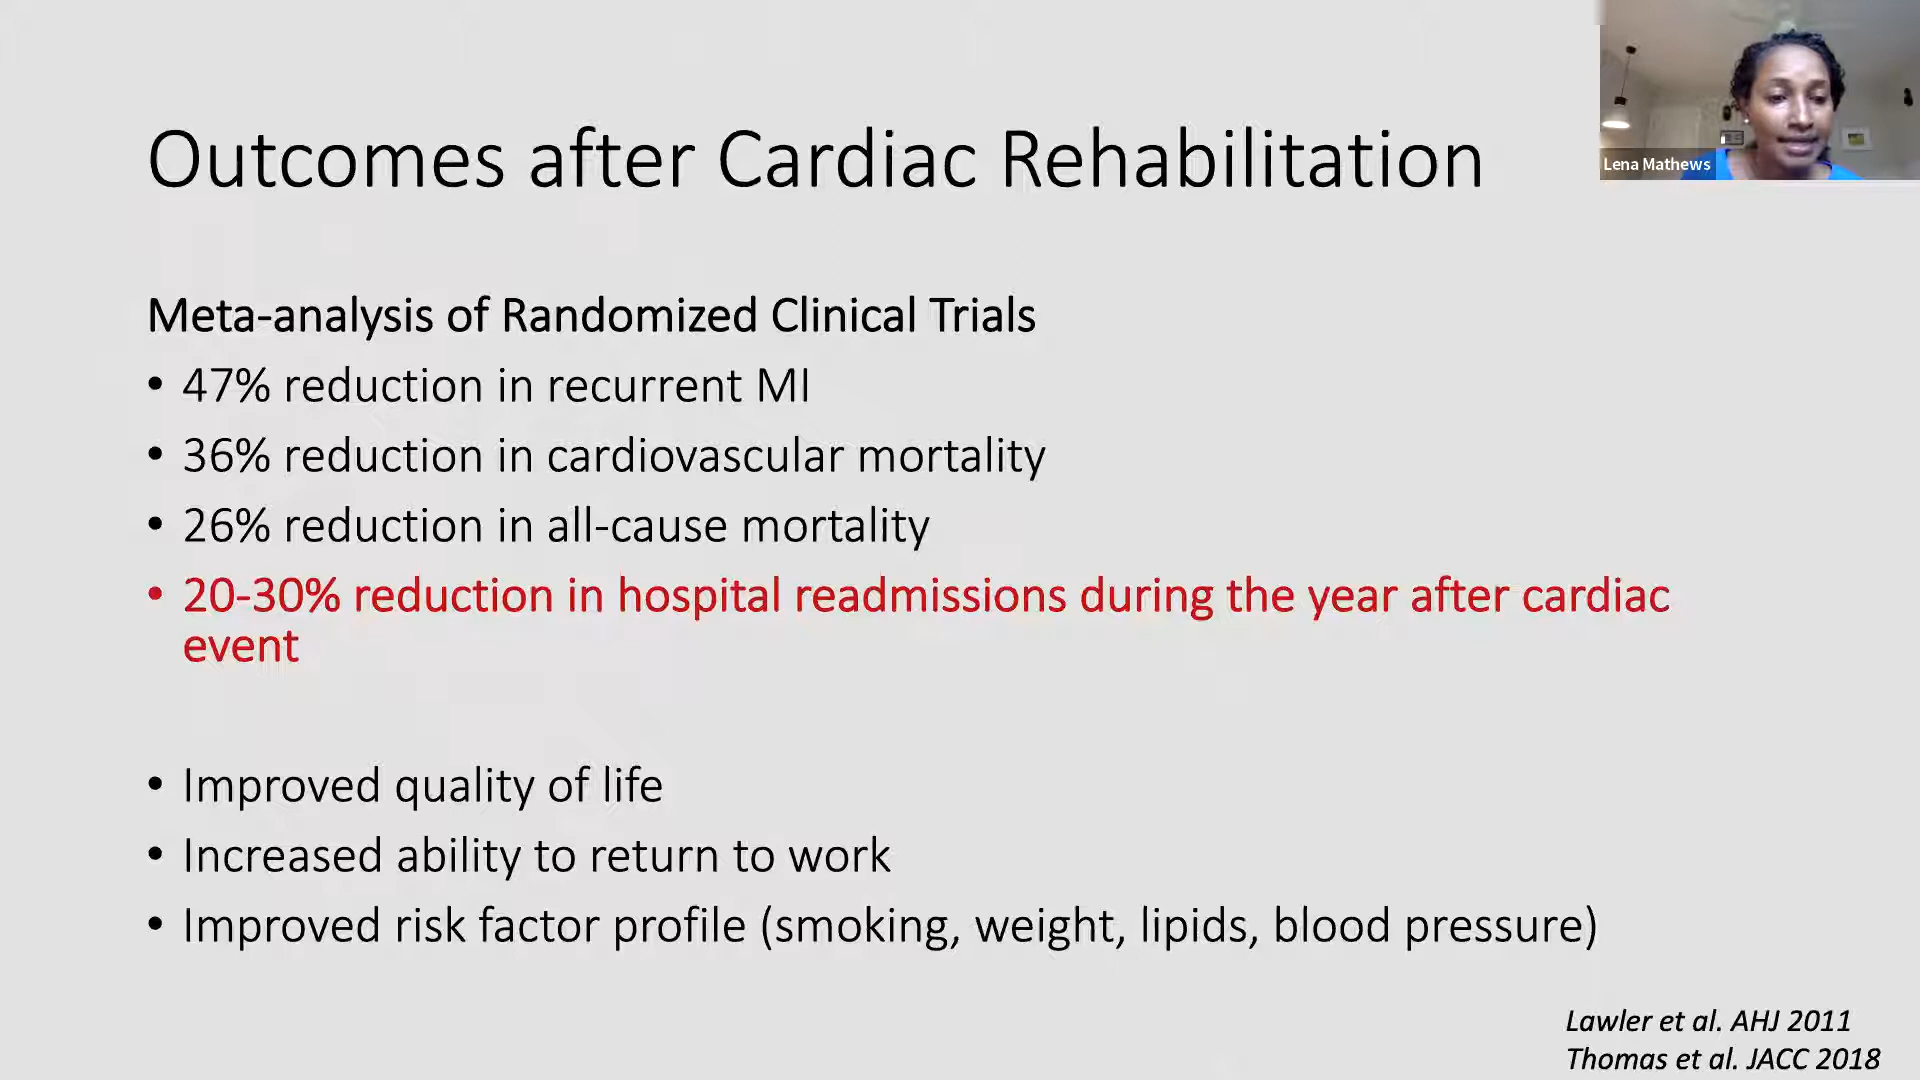 Outcomes after Cardiac Rehabilitation
Lena Mathews
Meta-analysis of Randomized Clinical Trials
• 47% reduction in recurrent MI
• 36% reduction in cardiovascular mortality
• 26% reduction in all-cause mortality
• 20-30% reduction in hospital readmissions during the year after cardiac
event
• Improved quality of life
• Increased ability to return to work
• Improved risk factor profile (smoking, weight, lipids, blood pressure)
Lawler et al. AHJ 2011
Thomas et al. JACC 2018